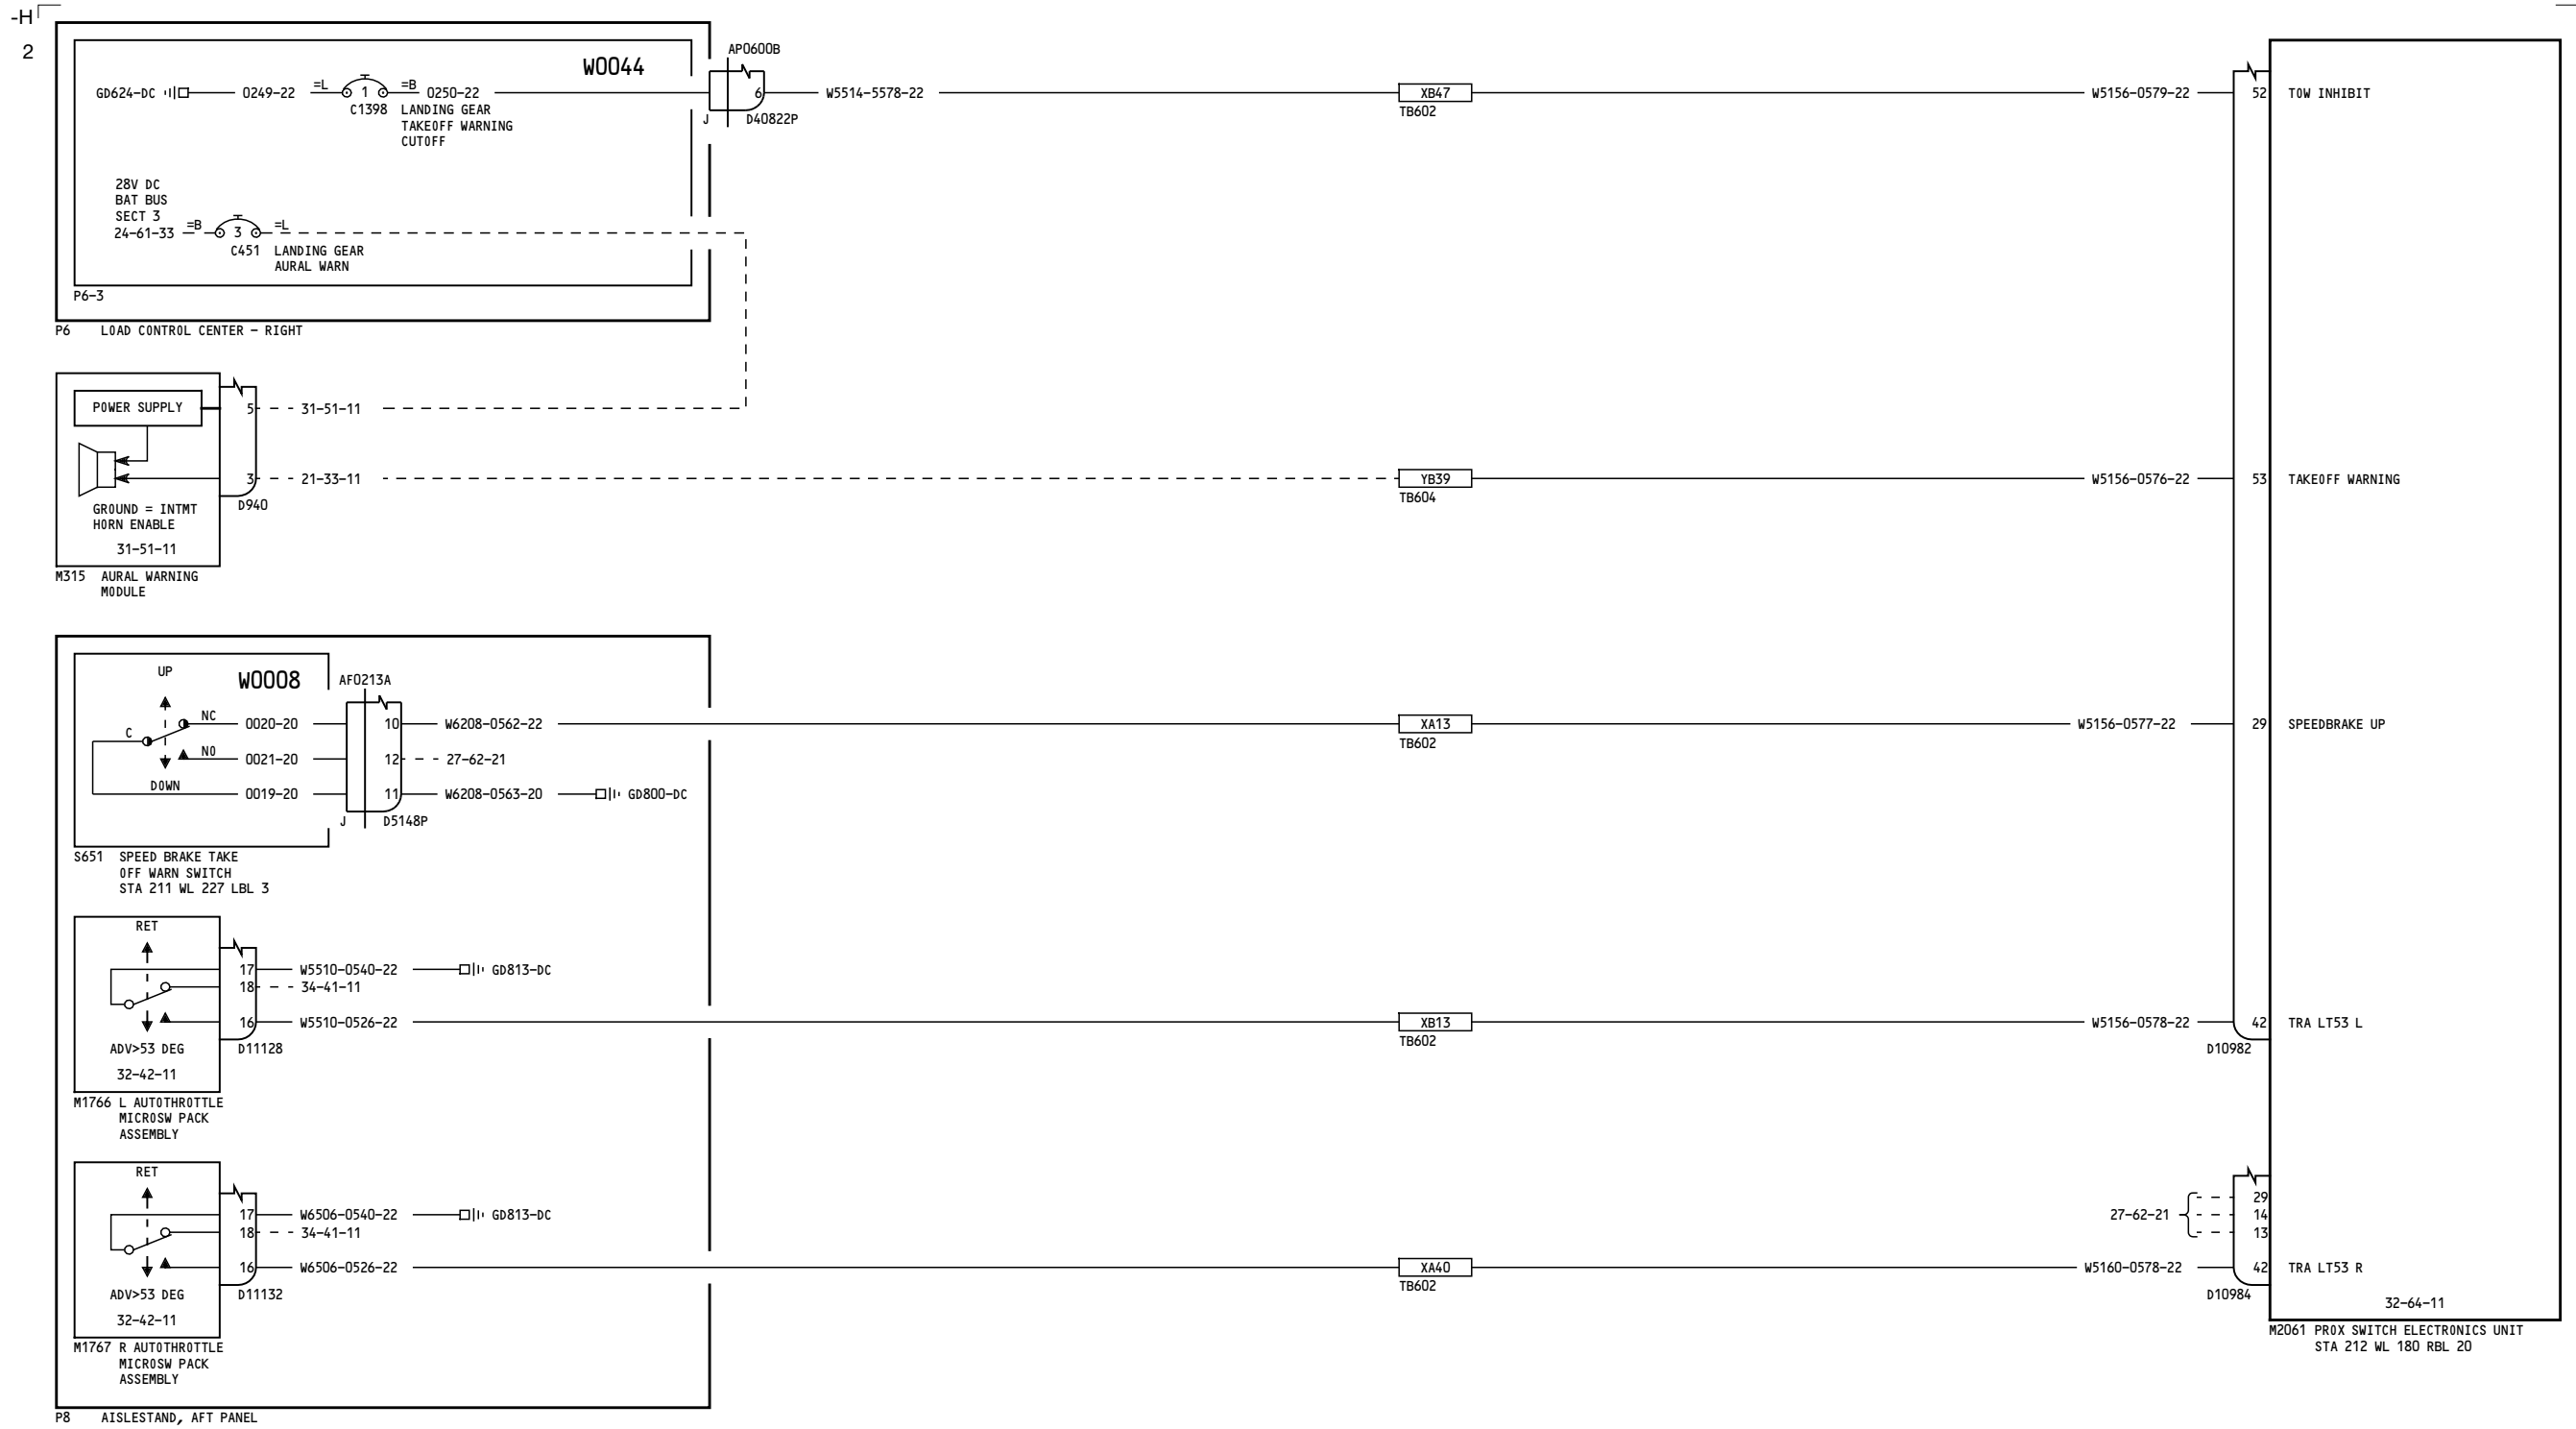 -H
2
W0044
AP0600B
GD624-DC
0249-22
=L
1
=B
0250-22
6
W5514-5578-22
XB47
W5156-0579-22
52
TOW INHIBIT
C1398
LANDING GEAR
TAKEOFF WARNING
CUTOFF
J
D40822P
TB602
28V DC
BAT BUS
SECT 3
24-61-33
=B
3
=L
C451
LANDING GEAR
AURAL WARN
P6-3
P6 LOAD CONTROL CENTER - RIGHT
POWER SUPPLY
5
31-51-11
3
21-33-11
YB39
W5156-0576-22
53
TAKEOFF WARNING
D940
TB604
GROUND = INTMT
HORN ENABLE
31-51-11
M315 AURAL WARNING
MODULE
UP
W0008
AF0213A
NC
0020-20
10
W6208-0562-22
XA13
W5156-0577-22
29
SPEEDBRAKE UP
C
TB602
NO
0021-20
12
27-62-21
DOWN
0019-20
11
W6208-0563-20
GD800-DC
J
D5148P
S651 SPEED BRAKE TAKE
OFF WARN SWITCH
STA 211 WL 227 LBL 3
RET
17
W5510-0540-22
GD813-DC
18
34-41-11
16
W5510-0526-22
XB13
W5156-0578-22
42
TRA LT53 L
TB602
D10982
ADV>53 DEG
D11128
32-42-11
M1766 L AUTOTHROTTLE
MICROSW PACK
ASSEMBLY
RET
17
W6506-0540-22
GD813-DC
18
34-41-11
27-62-21
29
14
13
16
W6506-0526-22
XA40
W5160-0578-22
42
TRA LT53 R
TB602
ADV>53 DEG
D11132
D10984
32-64-11
32-42-11
M2061 PROX SWITCH ELECTRONICS UNIT
STA 212 WL 180 RBL 20
M1767 R AUTOTHROTTLE
MICROSW PACK
ASSEMBLY
P8 AISLESTAND, AFT PANEL